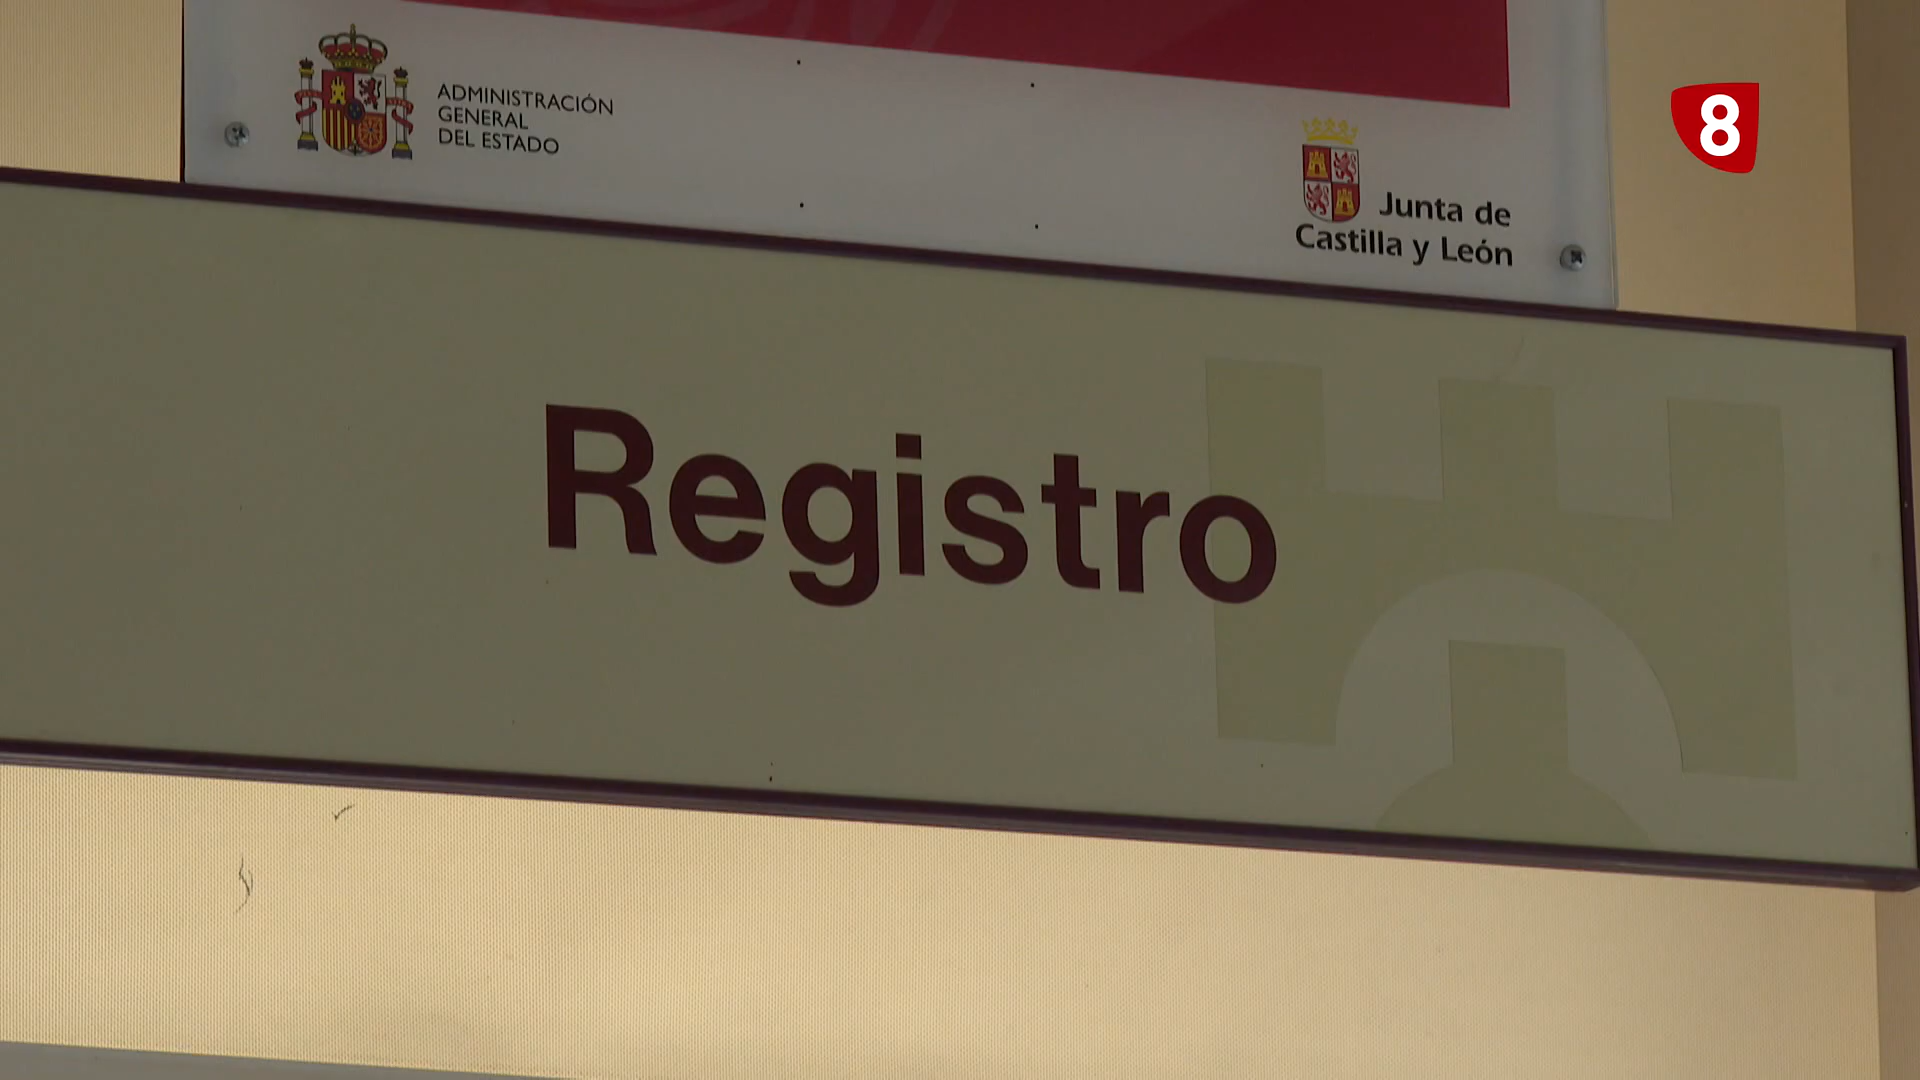 ADMINISTRACIÓN
GENERAL
DEL ESTADO
8
Junta de
Castilla y León
Registro